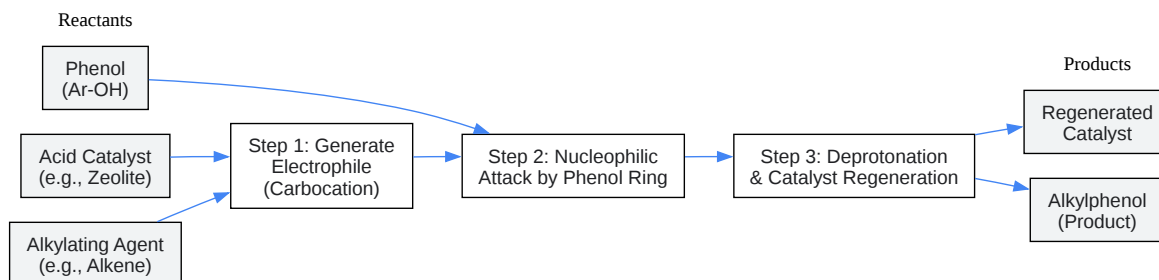 Reactants
Phenol
(Ar-OH)
Acid Catalyst
(e.g., Zeolite)
Alkylating Agent
(e.g., Alkene)
Step 1: Generate
Electrophile
(Carbocation)
Step 2: Nucleophilic
Attack by Phenol Ring
Step 3: Deprotonation
& Catalyst Regeneration
Products
Regenerated
Catalyst
Alkylphenol
(Product)